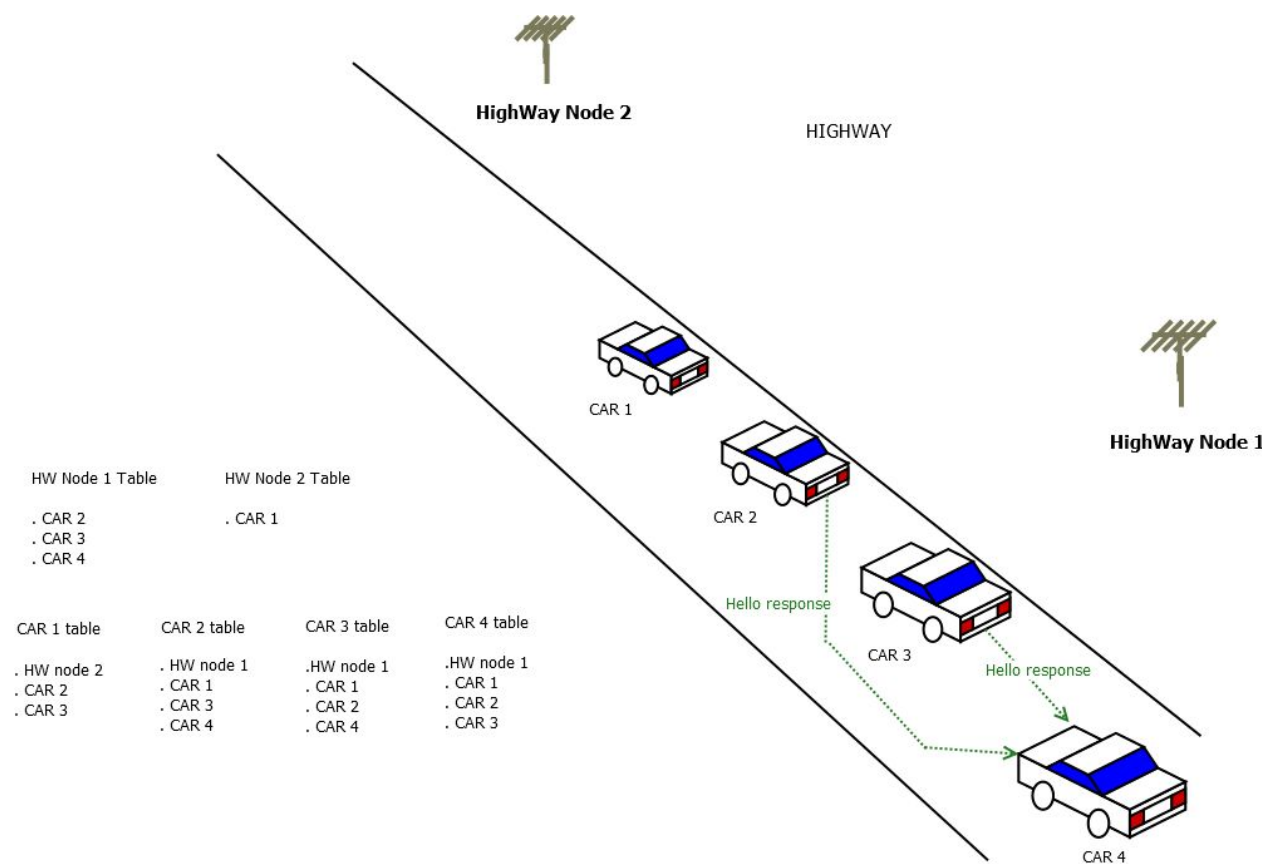 HighWay Node 2
HIGHWAY
CAR 1
HighWay Node 1
CAR 2
Hello response
CAR 3
Hello response
CAR 4
HW Node 1 Table
. CAR 2
. CAR 3
. CAR 4
HW Node 2 Table
. CAR 1
CAR 1 table
. HW node 2
. CAR 2
. CAR 3
CAR 2 table
. HW node 1
. CAR 1
. CAR 3
. CAR 4
CAR 3 table
.HW node 1
. CAR 1
. CAR 2
. CAR 4
CAR 4 table
.HW node 1
. CAR 1
. CAR 2
. CAR 3